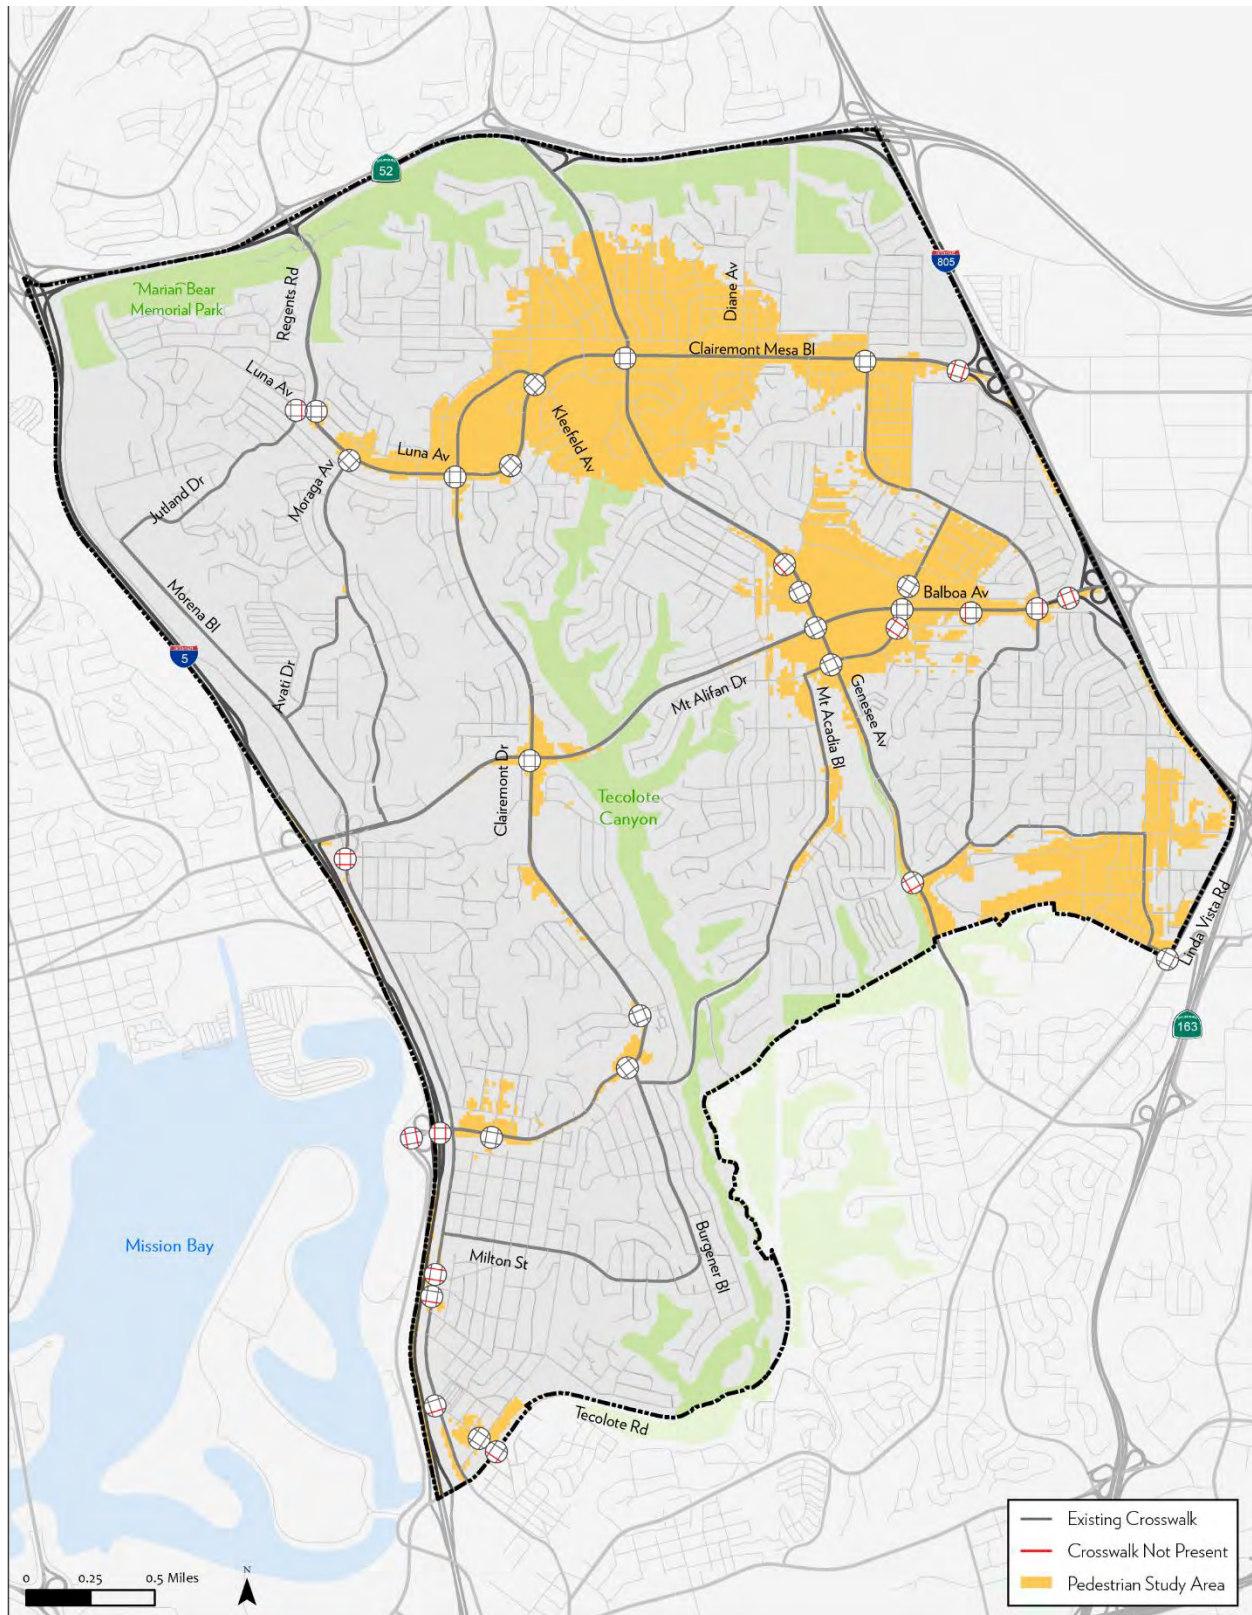 52
805
Marian Bear
Memorial Park
Regents Rd
Diane Av
Clairemont Mesa Bl
Luna Av
Kleefeld Av
Luna Av
Moraga Av
Jutland Dr
Balboa Av
Morena Bl
5
Avati Dr
Mt Alifan Dr
Mt Acadia Bl
Genesee Av
Clairemont Dr
Tecolote
Canyon
Linda Vista Rd
163
Mission Bay
Milton St
Burgener Bl
Tecolote Rd
Existing Crosswalk
Crosswalk Not Present
Pedestrian Study Area
0 0.25 0.5 Miles
N